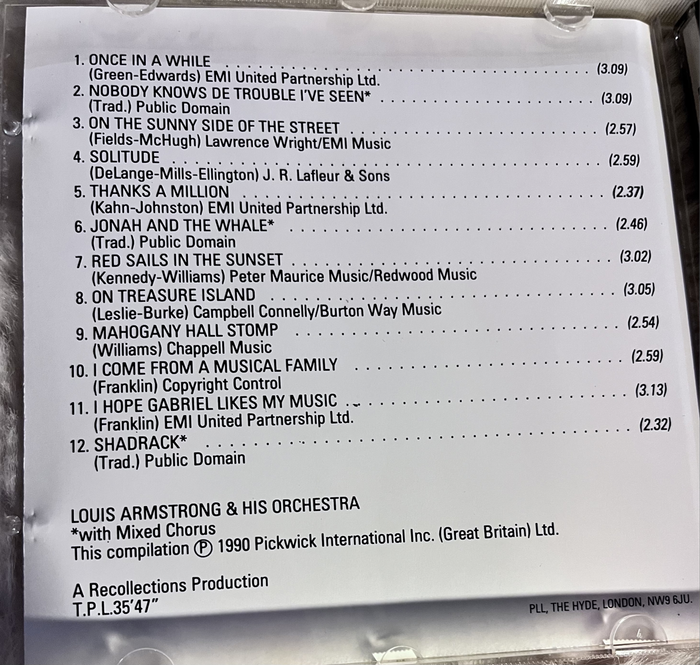 1. ONCE IN A WHILE . . . . . . . . . . . . . . . . . . . . . . . . . . . . . . (3.09)
(Green-Edwards) EMI United Partnership Ltd.
2. NOBODY KNOWS DE TROUBLE I'VE SEEN* . . . . . . . . . . . . . . . . . (3.09)
(Trad.) Public Domain
3. ON THE SUNNY SIDE OF THE STREET . . . . . . . . . . . . . . . . . . . (2.57)
(Fields-McHugh) Lawrence Wright/EMI Music
4. SOLITUDE . . . . . . . . . . . . . . . . . . . . . . . . . . . . . . . . . . . (2.59)
(DeLange-Mills-Ellington) J. R. Lafleur & Sons
5. THANKS A MILLION . . . . . . . . . . . . . . . . . . . . . . . . . . . . . (2.37)
(Kahn-Johnston) EMI United Partnership Ltd.
6. JONAH AND THE WHALE* . . . . . . . . . . . . . . . . . . . . . . . . . (2.46)
(Trad.) Public Domain
7. RED SAILS IN THE SUNSET . . . . . . . . . . . . . . . . . . . . . . . . . (3.02)
(Kennedy-Williams) Peter Maurice Music/Redwood Music
8. ON TREASURE ISLAND . . . . . . . . . . . . . . . . . . . . . . . . . . . (3.05)
(Leslie-Burke) Campbell Connelly/Burton Way Music
9. MAHOGANY HALL STOMP . . . . . . . . . . . . . . . . . . . . . . . . . (2.54)
(Williams) Chappell Music
10. I COME FROM A MUSICAL FAMILY . . . . . . . . . . . . . . . . . . . . (2.59)
(Franklin) Copyright Control
11. I HOPE GABRIEL LIKES MY MUSIC . . . . . . . . . . . . . . . . . . . . . (3.13)
(Franklin) EMI United Partnership Ltd.
12. SHADRACK* . . . . . . . . . . . . . . . . . . . . . . . . . . . . . . . . . (2.32)
(Trad.) Public Domain
LOUIS ARMSTRONG & HIS ORCHESTRA
*with Mixed Chorus
This compilation Ⓟ 1990 Pickwick International Inc. (Great Britain) Ltd.
A Recollections Production
T.P.L.35'47"
PLL, THE HYDE, LONDON, NW9 6JU.